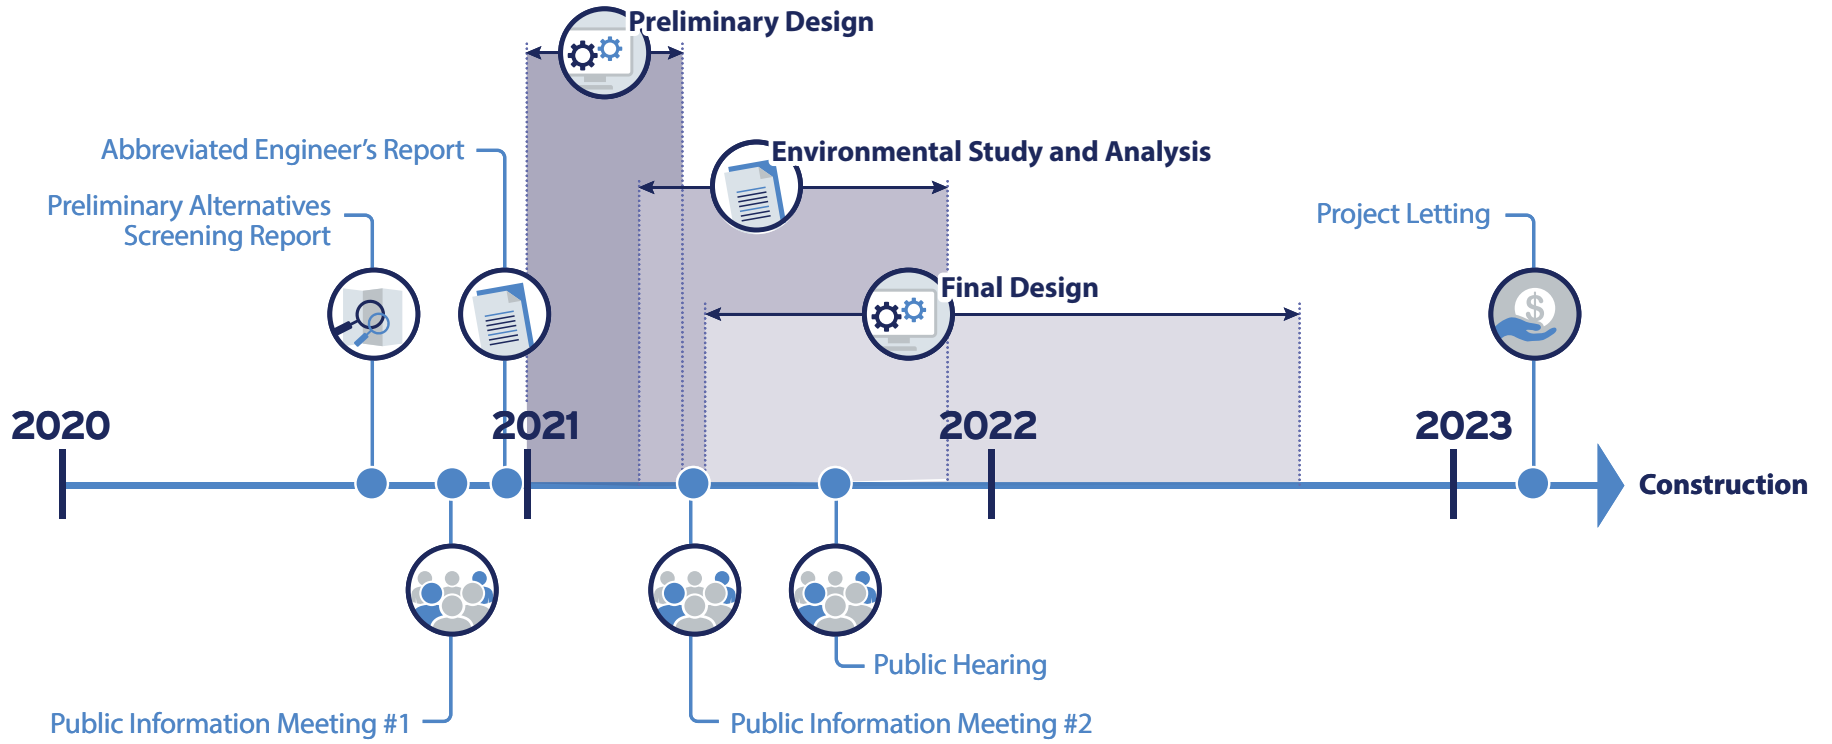 Preliminary Design
Abbreviated Engineer's Report
Environmental Study and Analysis
Preliminary Alternatives
Screening Report
Project Letting
Final Design
$
2020
2021
2022
2023
Construction
Public Hearing
Public Information Meeting #1
Public Information Meeting #2